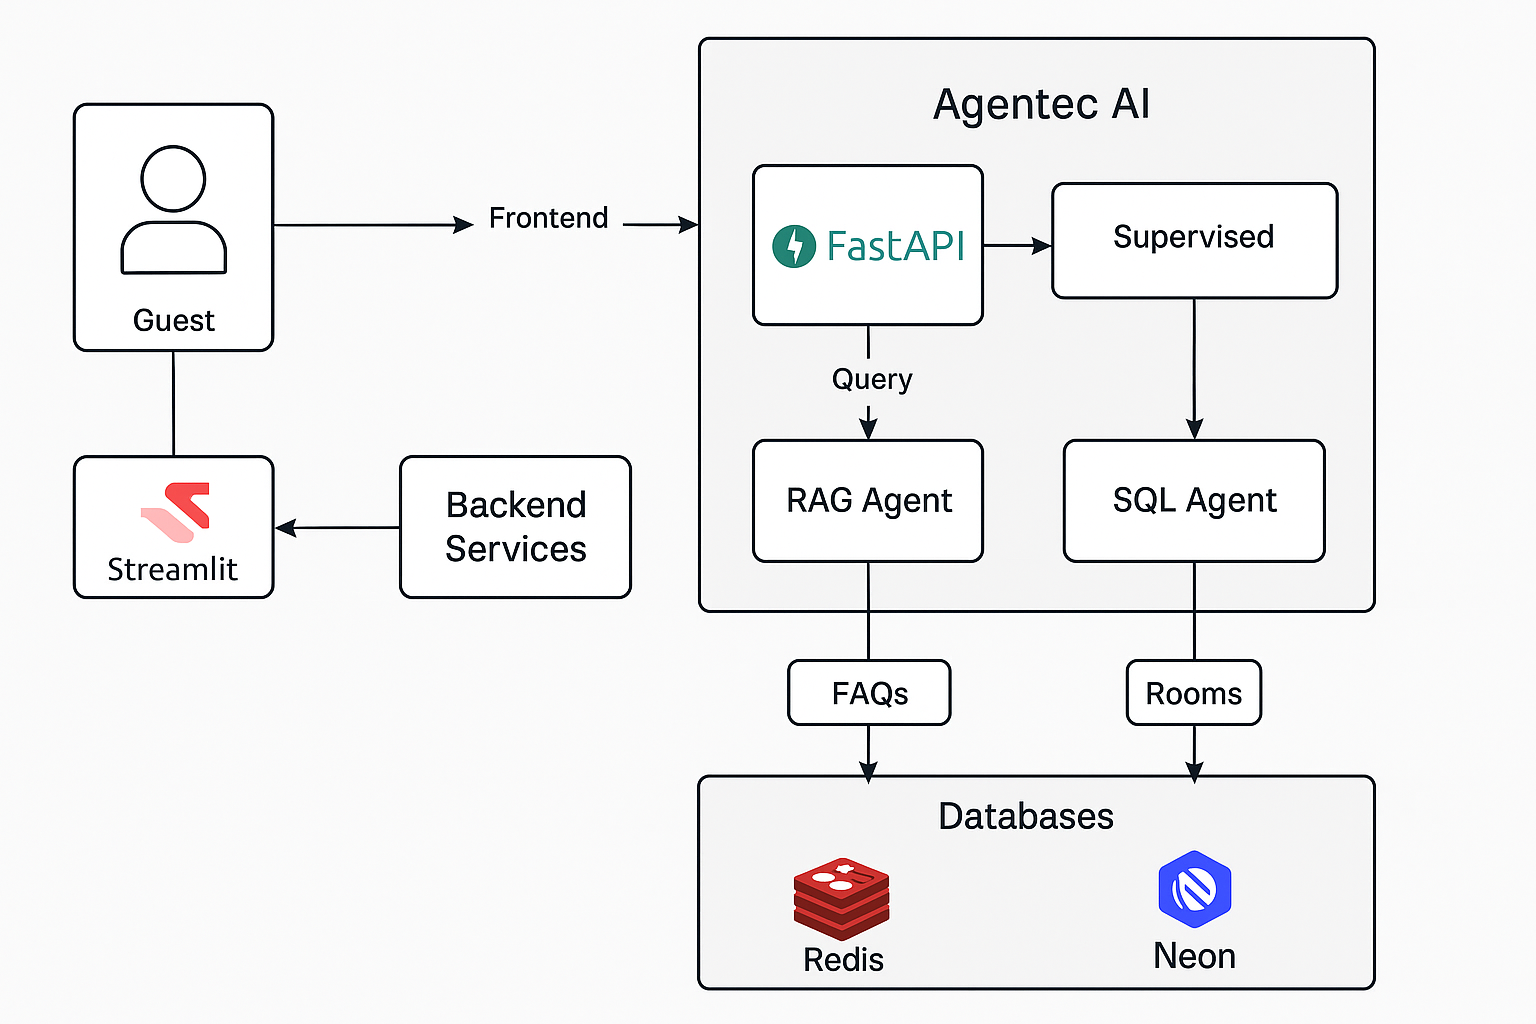 Agentec AI
Guest
Frontend
FastAPI
Supervised
Query
RAG Agent
SQL Agent
Streamlit
Backend
Services
FAQs
Rooms
Databases
Redis
Neon